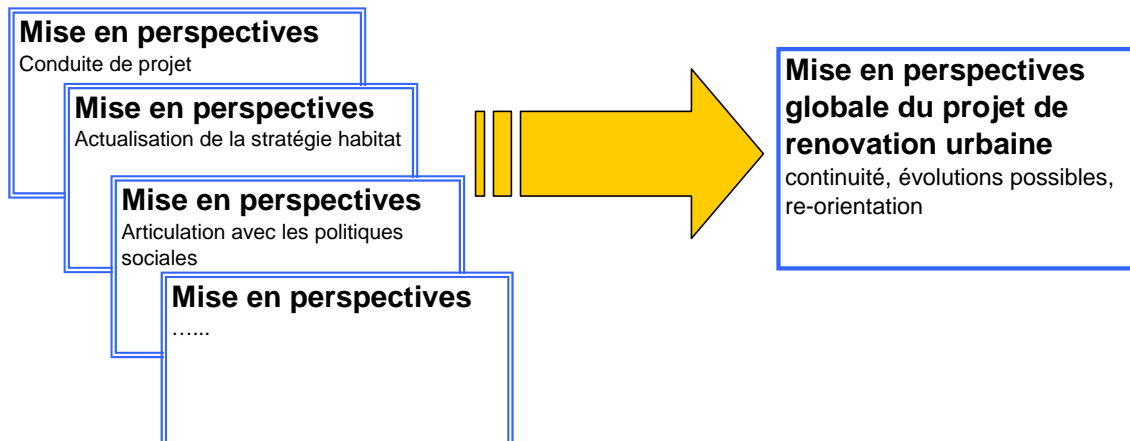 Mise en perspectives
Conduite de projet
Mise en perspectives
Actualisation de la stratégie habitat
Mise en perspectives
Articulation avec les politiques
sociales
Mise en perspectives
…...
Mise en perspectives
globale du projet de
renovation urbaine
continuité, évolutions possibles,
re-orientation